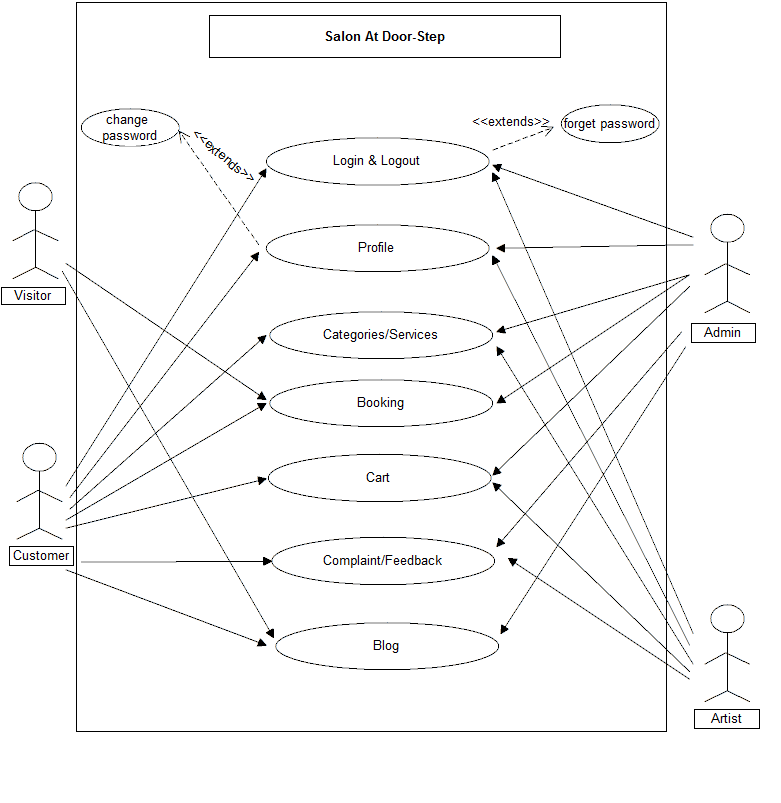 Salon At Door-Step
change
password
<<extends>>
<<extends>>
forget password
Login & Logout
Profile
Visitor
Admin
Categories/Services
Booking
Cart
Customer
Complaint/Feedback
Blog
Artist